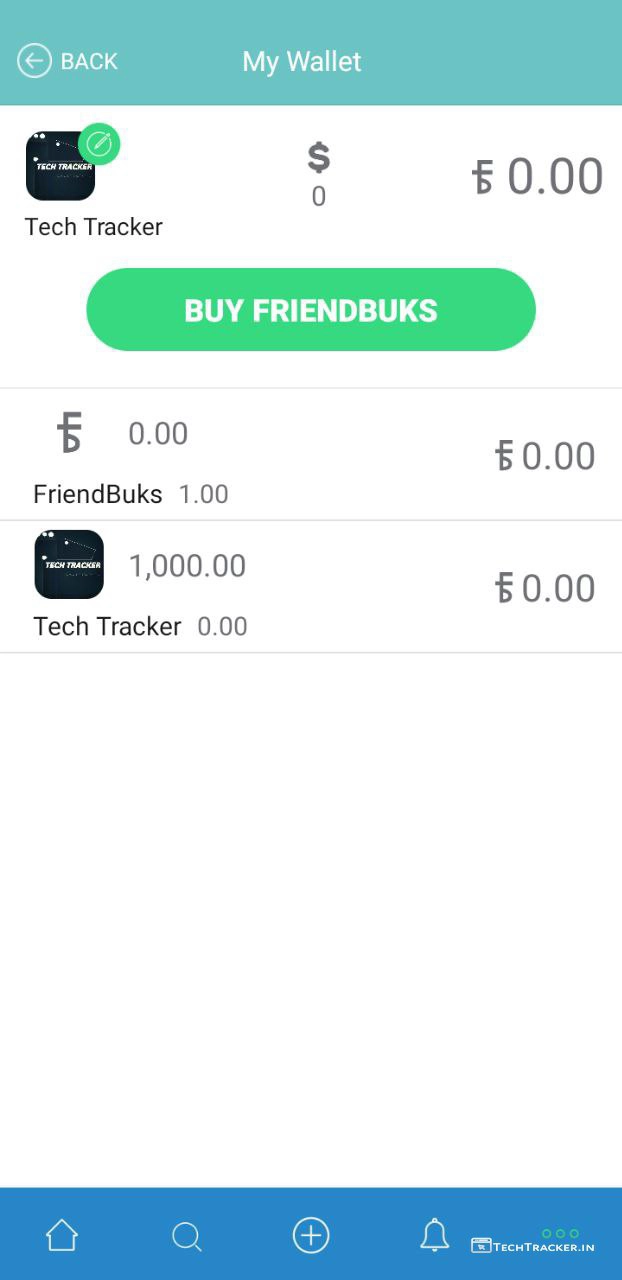 BACK My Wallet
TECH TRACKER
$
0
0.00
Tech Tracker
BUY FRIENDBUKS
0.00
0.00
FriendBuks 1.00
TECH TRACKER
1,000.00
0.00
Tech Tracker 0.00
TECHTRACKER.IN